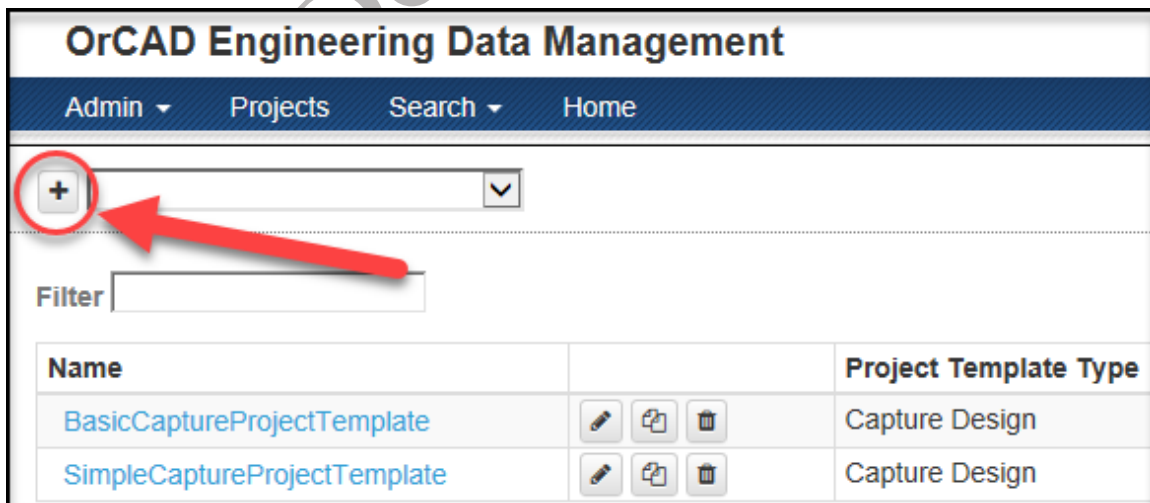 OrCAD Engineering Data Management
Admin Projects Search Home
+
Filter
Name Project Template Type
BasicCaptureProjectTemplate Capture Design
SimpleCaptureProjectTemplate Capture Design